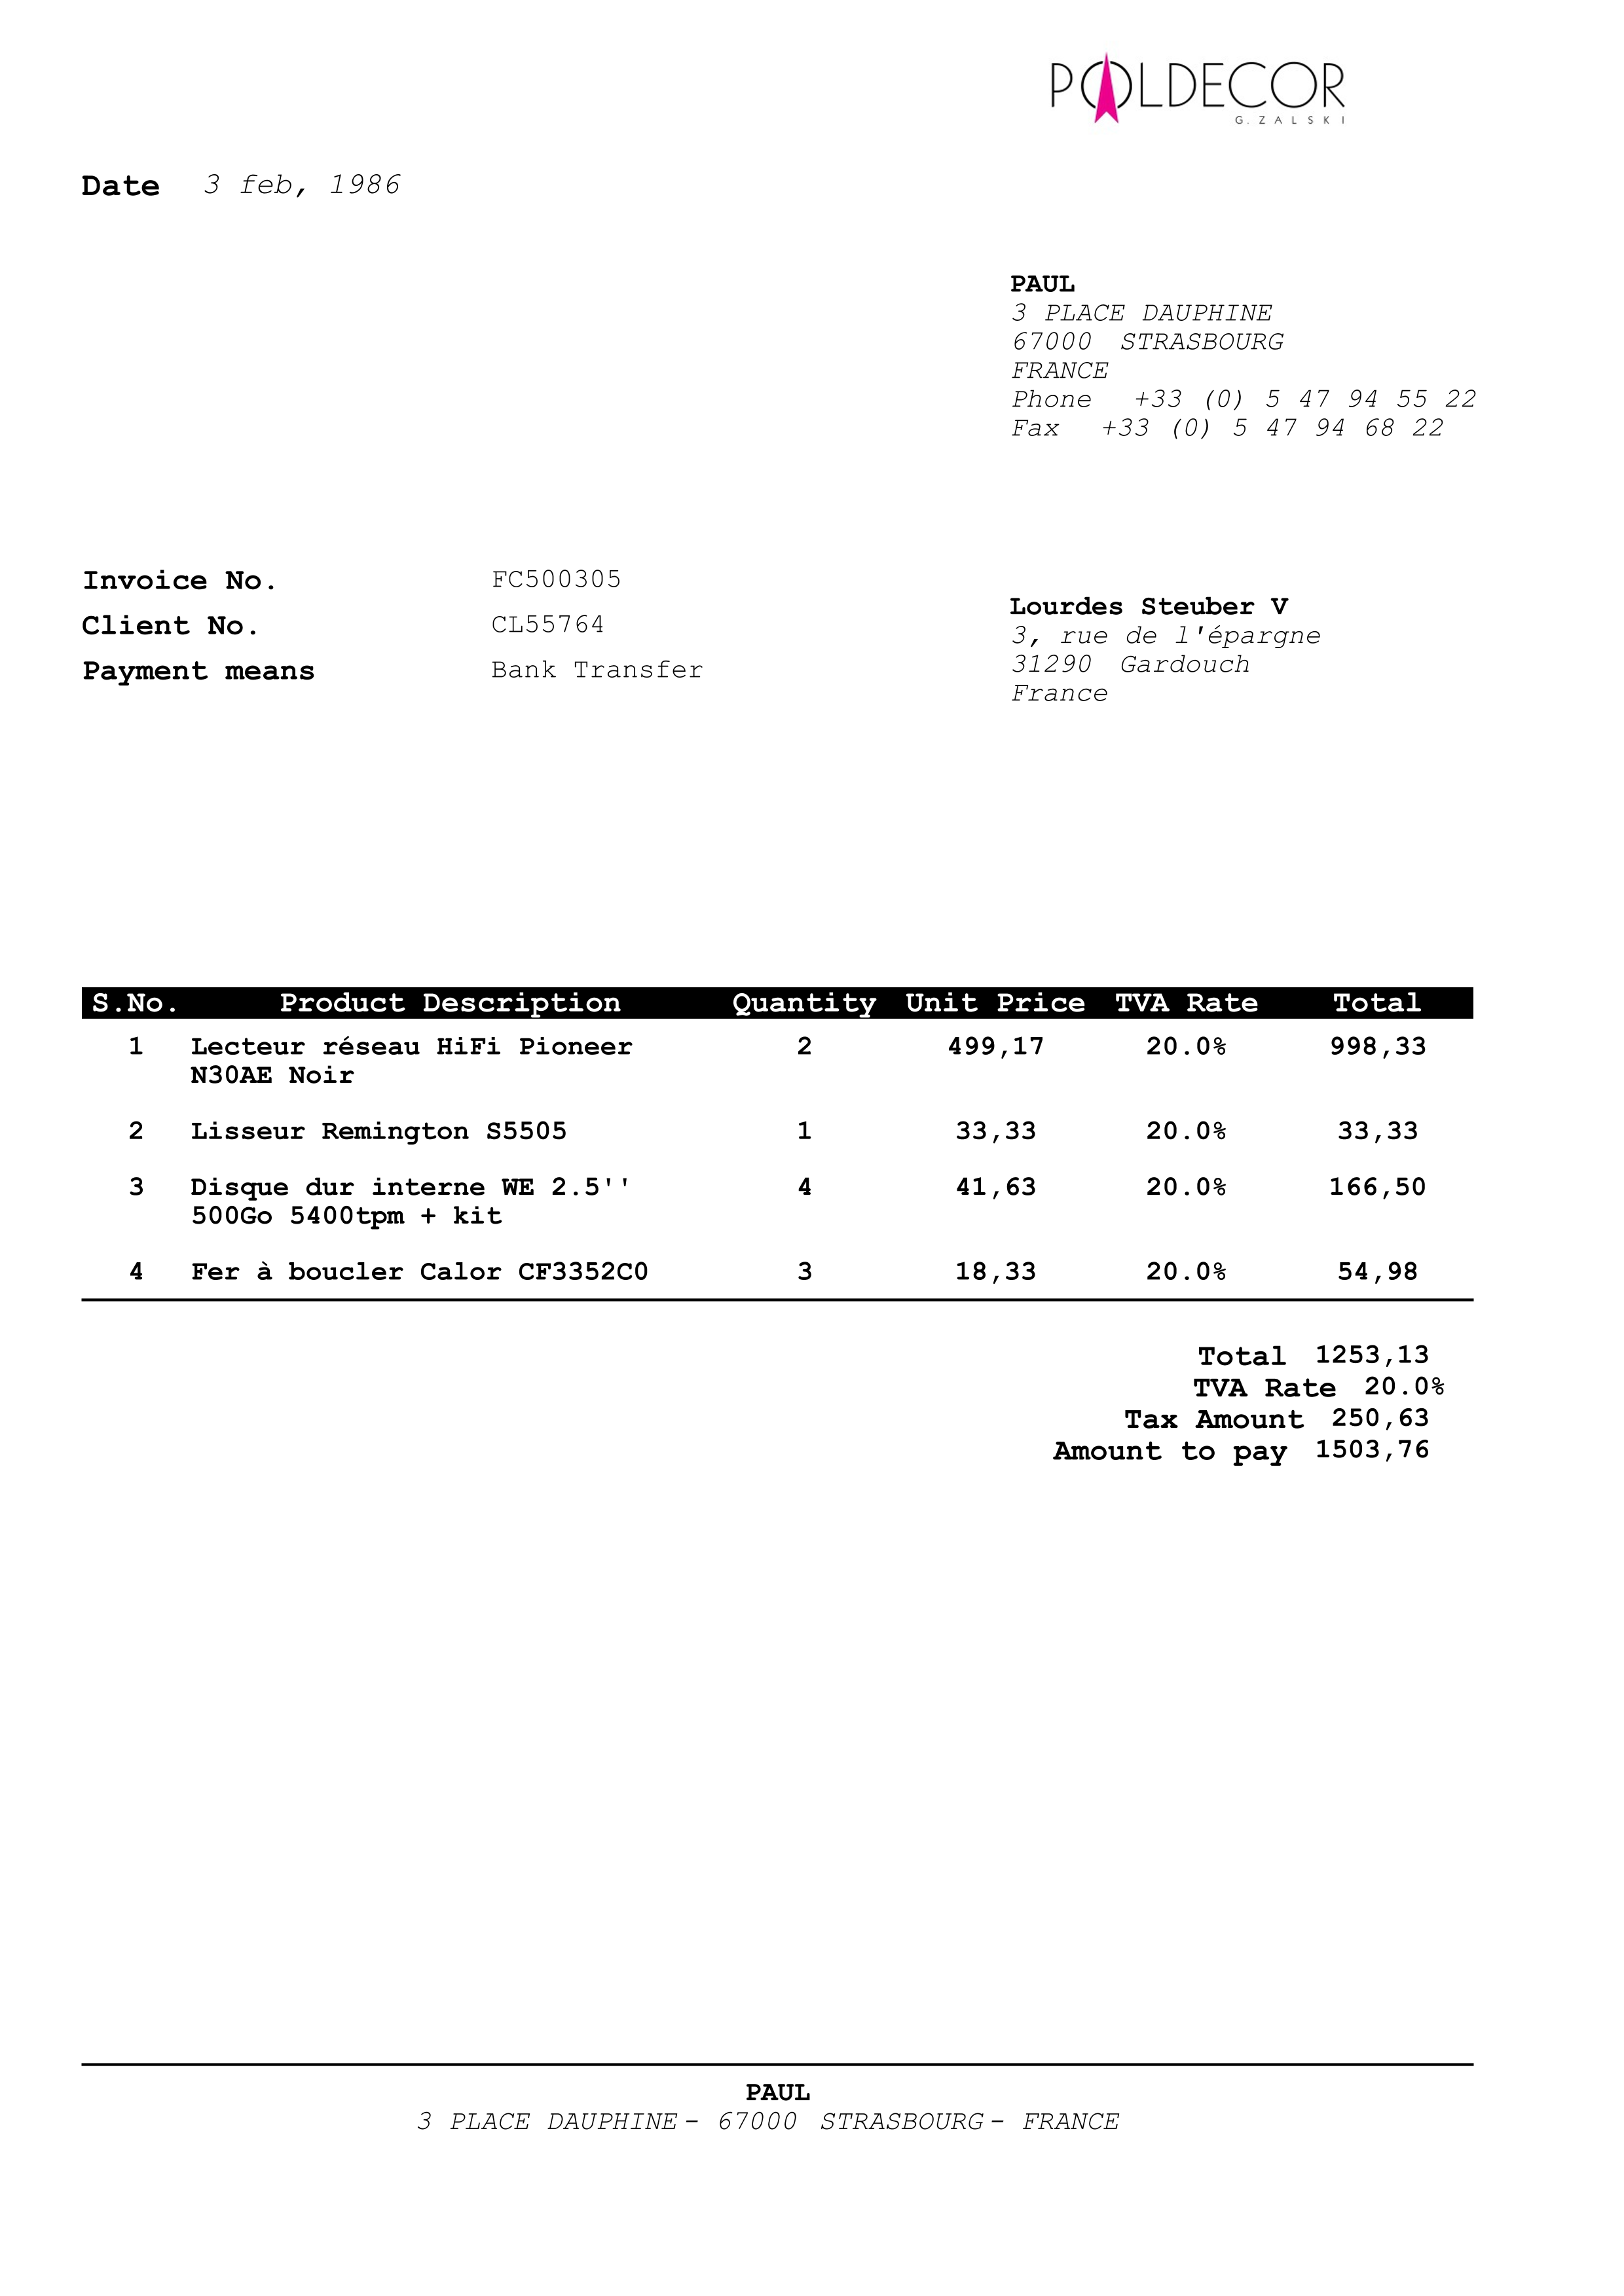 POLDECOR
G. ZALSKI
Date 3 feb, 1986
PAUL
3 PLACE DAUPHINE
67000 STRASBOURG
FRANCE
Phone +33 (0) 5 47 94 55 22
Fax +33 (0) 5 47 94 68 22
Invoice No. FC500305
Client No. CL55764
Payment means Bank Transfer
Lourdes Steuber V
3, rue de l'épargne
31290 Gardouch
France
S.No. Product Description Quantity Unit Price TVA Rate Total
1 Lecteur réseau HiFi Pioneer 2 499,17 20.0% 998,33
N30AE Noir
2 Lisseur Remington S5505 1 33,33 20.0% 33,33
3 Disque dur interne WE 2.5'' 4 41,63 20.0% 166,50
500Go 5400tpm + kit
4 Fer à boucler Calor CF3352C0 3 18,33 20.0% 54,98
Total 1253,13
TVA Rate 20.0%
Tax Amount 250,63
Amount to pay 1503,76
PAUL
3 PLACE DAUPHINE - 67000 STRASBOURG - FRANCE